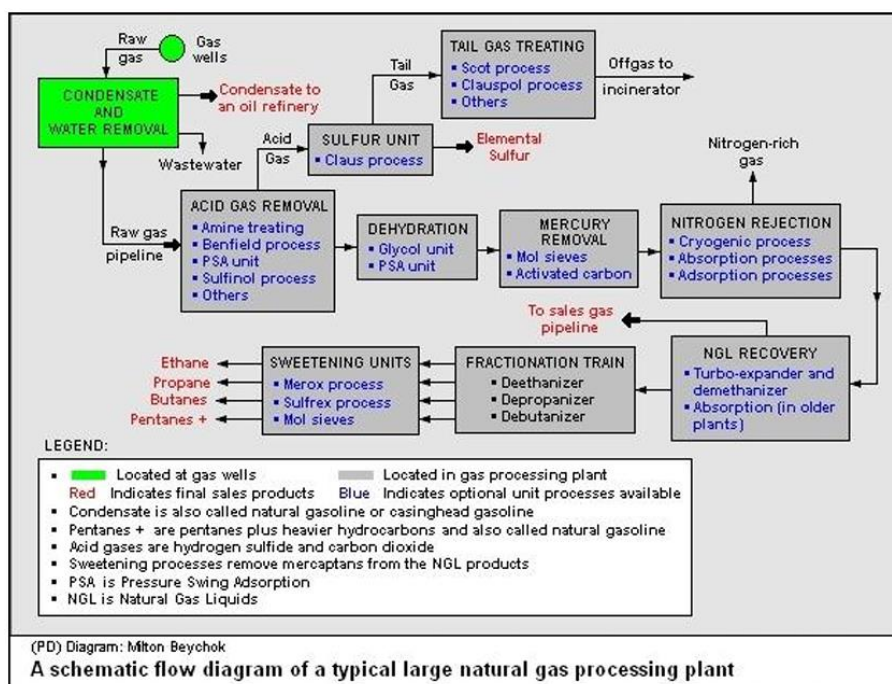 Raw
gas
Gas
wells
CONDENSATE
AND
WATER REMOVAL
Condensate to
an oil refinery
Wastewater
Raw gas
pipeline
Acid
Gas
Tail
Gas
TAIL GAS TREATING
▪ Scot process
▪ Clauspol process
▪ Others
Offgas to
incinerator
SULFUR UNIT
▪ Claus process
Elemental
Sulfur
Nitrogen-rich
gas
ACID GAS REMOVAL
▪ Amine treating
▪ Benfield process
▪ PSA unit
▪ Sulfinol process
▪ Others
DEHYDRATION
▪ Glycol unit
▪ PSA unit
MERCURY
REMOVAL
▪ Mol sieves
▪ Activated carbon
NITROGEN REJECTION
▪ Cryogenic process
▪ Absorption processes
▪ Adsorption processes
To sales gas
pipeline
NGL RECOVERY
▪ Turbo-expander and
demethanizer
▪ Absorption (in older
plants)
FRACTIONATION TRAIN
▪ Deethanizer
▪ Depropanizer
▪ Debutanizer
SWEETENING UNITS
▪ Merox process
▪ Sulfrex process
▪ Mol sieves
Ethane
Propane
Butanes
Pentanes +
LEGEND:
▪ Located at gas wells Located in gas processing plant
Red Indicates final sales products Blue Indicates optional unit processes available
▪ Condensate is also called natural gasoline or casinghead gasoline
▪ Pentanes + are pentanes plus heavier hydrocarbons and also called natural gasoline
▪ Acid gases are hydrogen sulfide and carbon dioxide
▪ Sweetening processes remove mercaptans from the NGL products
▪ PSA is Pressure Swing Adsorption
▪ NGL is Natural Gas Liquids
(PD) Diagram: Milton Beychok
A schematic flow diagram of a typical large natural gas processing plant